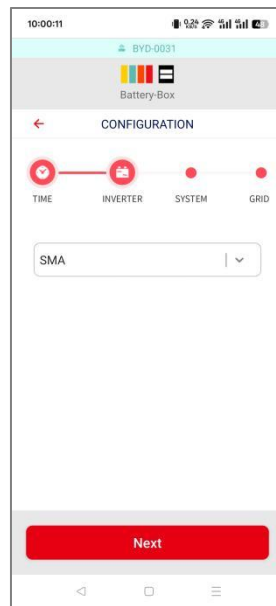 10:00:11
BYD-0031
Battery-Box
CONFIGURATION
TIME INVERTER SYSTEM GRID
SMA
Next